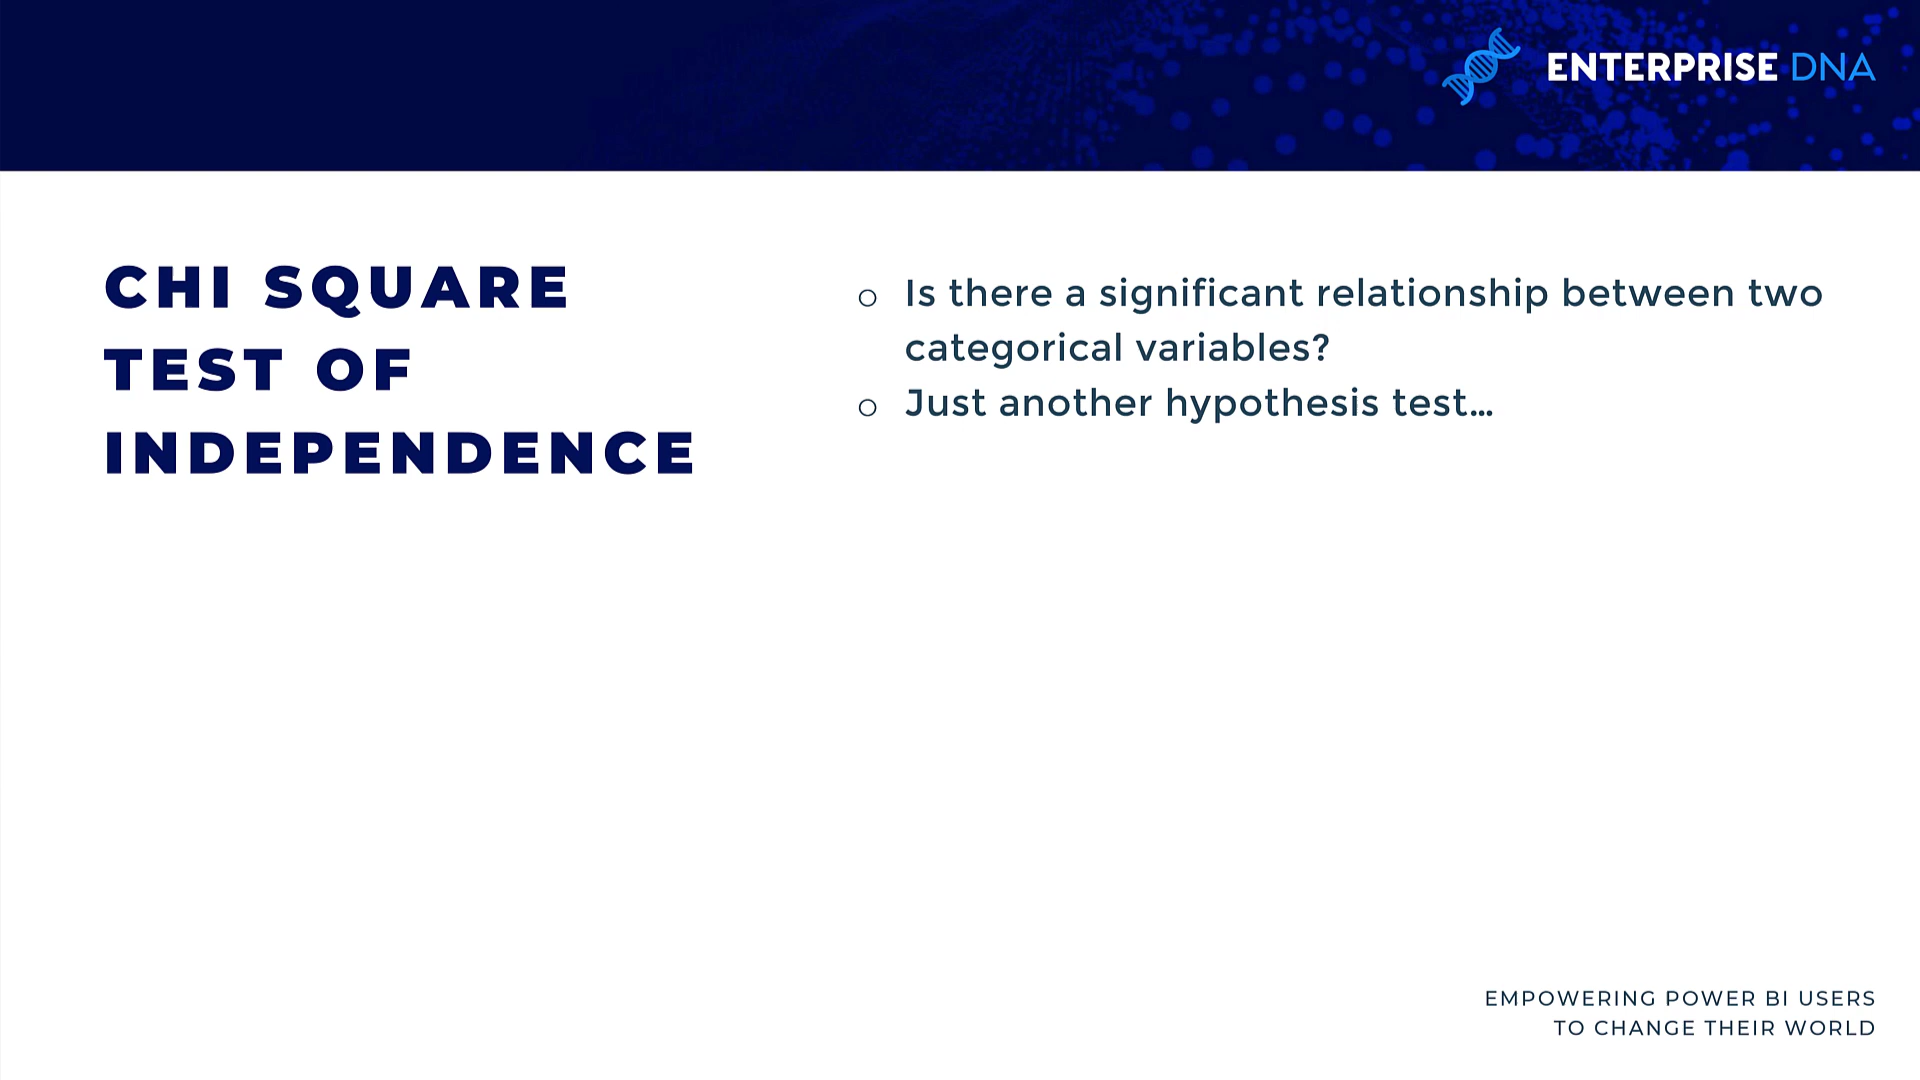 ENTERPRISE DNA
CHI SQUARE
TEST OF
INDEPENDENCE
Is there a significant relationship between two
categorical variables?
Just another hypothesis test...
EMPOWERING POWER BI USERS
TO CHANGE THEIR WORLD